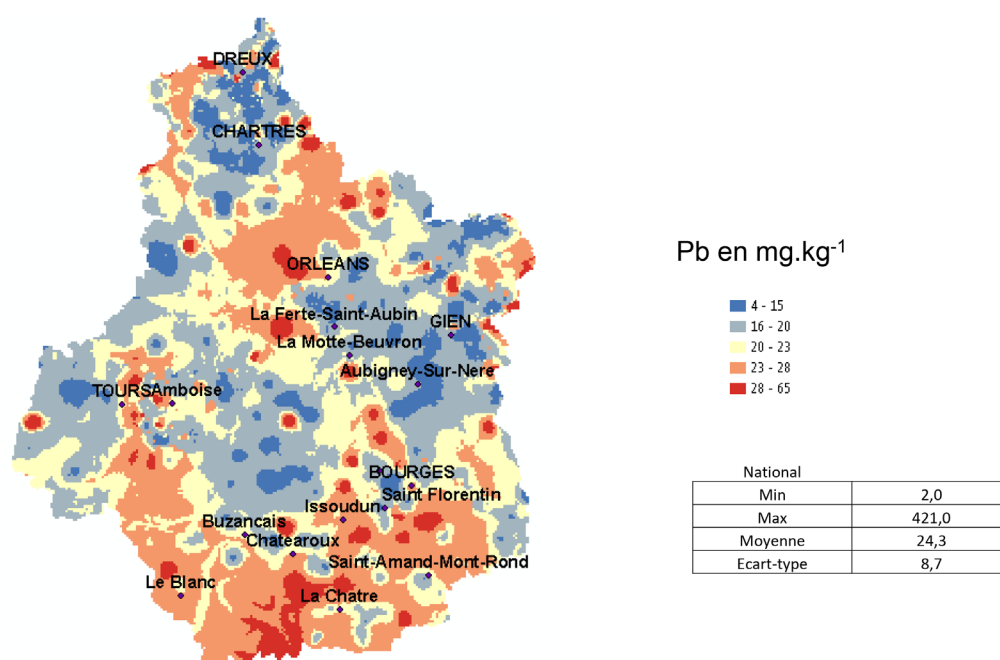 DREUX
CHARTRES
Pb en mg.kg-1
ORLEANS
4 - 15
La Ferte-Saint-Aubin
16 - 20
GIEN
La Motte-Beuvron
20 - 23
Aubigney-Sur-Nere
23 - 28
TOURS Amboise
28 - 65
BOURGES
National
Saint Florentin
Min 2,0
Issoudun
Max 421,0
Buzancais
Chatearoux
Moyenne 24,3
Saint-Amand-Mont-Rond
Ecart-type 8,7
Le Blanc
La Chatre